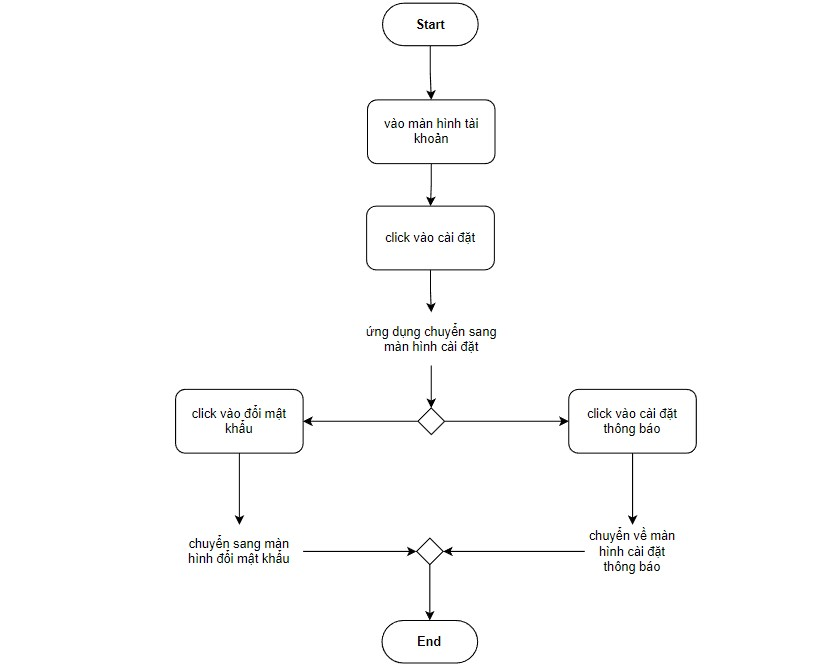 Start
vào màn hình tài
khoản
click vào cài đặt
ứng dụng chuyển sang
màn hình cài đặt
click vào đổi mật
khẩu
click vào cài đặt
thông báo
chuyển sang màn
hình đổi mật khẩu
chuyển về màn
hình cài đặt
thông báo
End